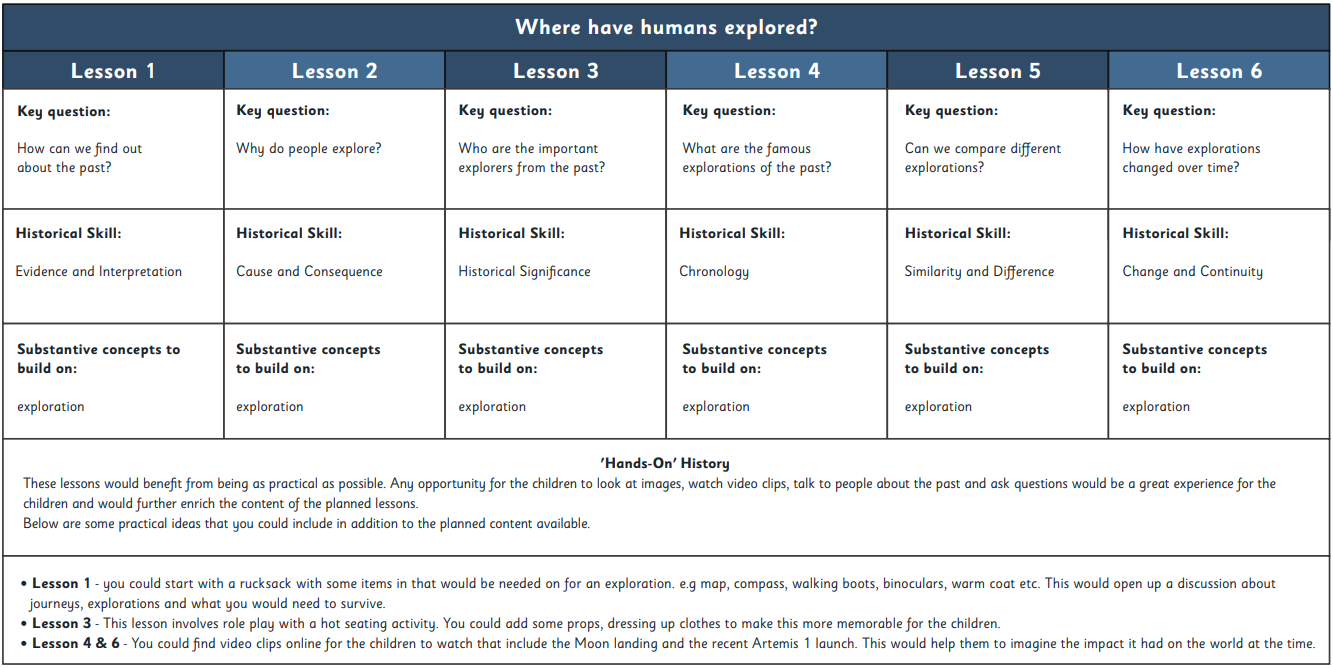 Where have humans explored?
Lesson 1
Lesson 2
Lesson 3
Lesson 4
Lesson 5
Lesson 6
Key question:
How can we find out
about the past?
Key question:
Why do people explore?
Key question:
Who are the important
explorers from the past?
Key question:
What are the famous
explorations of the past?
Key question:
Can we compare different
explorations?
Key question:
How have explorations
changed over time?
Historical Skill:
Evidence and Interpretation
Historical Skill:
Cause and Consequence
Historical Skill:
Historical Significance
Historical Skill:
Chronology
Historical Skill:
Similarity and Difference
Historical Skill:
Change and Continuity
Substantive concepts to
build on:
exploration
Substantive concepts
to build on:
exploration
Substantive concepts
to build on:
exploration
Substantive concepts
to build on:
exploration
Substantive concepts
to build on:
exploration
Substantive concepts
to build on:
exploration
'Hands-On' History
These lessons would benefit from being as practical as possible. Any opportunity for the children to look at images, watch video clips, talk to people about the past and ask questions would be a great experience for the
children and would further enrich the content of the planned lessons.
Below are some practical ideas that you could include in addition to the planned content available.
• Lesson 1 - you could start with a rucksack with some items in that would be needed on for an exploration. e.g map, compass, walking boots, binoculars, warm coat etc. This would open up a discussion about
journeys, explorations and what you would need to survive.
• Lesson 3 - This lesson involves role play with a hot seating activity. You could add some props, dressing up clothes to make this more memorable for the children.
• Lesson 4 & 6 - You could find video clips online for the children to watch that include the Moon landing and the recent Artemis 1 launch. This would help them to imagine the impact it had on the world at the time.